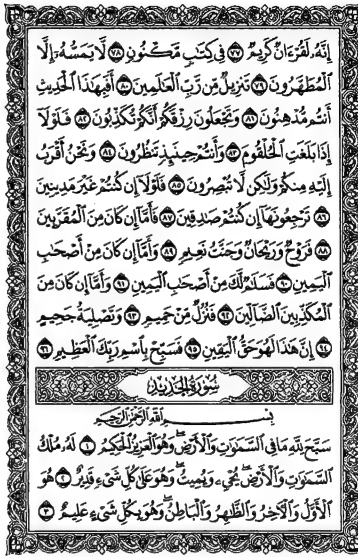 إِنَّهُۥ لَقُرْءَانٌ كَرِيمٌ ٧٧ فِى كِتَٰبٍ مَّكْنُونٍ ٧٨ لَّا يَمَسُّهُۥٓ إِلَّا
ٱلْمُطَهَّرُونَ ٧٩ تَنزِيلٌ مِّن رَّبِّ ٱلْعَٰلَمِينَ ٨٠ أَفَبِهَٰذَا ٱلْحَدِيثِ
أَنتُم مُّدْهِنُونَ ٨١ وَتَجْعَلُونَ رِزْقَكُمْ أَنَّكُمْ تُكَذِّبُونَ ٨٢ فَلَوْلَآ
إِذَا بَلَغَتِ ٱلْحُلْقُومَ ٨٣ وَأَنتُمْ حِينَئِذٍ تَنظُرُونَ ٨٤ وَنَحْنُ أَقْرَبُ
إِلَيْهِ مِنكُمْ وَلَٰكِن لَّا تُبْصِرُونَ ٨٥ فَلَوْلَآ إِن كُنتُمْ غَيْرَ مَدِينِينَ
٨٦ تَرْجِعُونَهَآ إِن كُنتُمْ صَٰدِقِينَ ٨٧ فَأَمَّآ إِن كَانَ مِنَ ٱلْمُقَرَّبِينَ
٨٨ فَرَوْحٌ وَرَيْحَانٌ وَجَنَّتُ نَعِيمٍ ٨٩ وَأَمَّآ إِن كَانَ مِنْ أَصْحَٰبِ
ٱلْيَمِينِ ٩٠ فَسَلَٰمٌ لَّكَ مِنْ أَصْحَٰبِ ٱلْيَمِينِ ٩١ وَأَمَّآ إِن كَانَ مِنَ
ٱلْمُكَذِّبِينَ ٱلضَّآلِّينَ ٩٢ فَنُزُلٌ مِّنْ حَمِيمٍ ٩٣ وَتَصْلِيَةُ جَحِيمٍ
٩٤ إِنَّ هَٰذَا لَهُوَ حَقُّ ٱلْيَقِينِ ٩٥ فَسَبِّحْ بِٱسْمِ رَبِّكَ ٱلْعَظِيمِ ٩٦
سُورَةُ الْحَدِيدِ
بِسْمِ ٱللَّهِ ٱلرَّحْمَٰنِ ٱلرَّحِيمِ
سَبَّحَ لِلَّهِ مَا فِى ٱلسَّمَٰوَٰتِ وَٱلْأَرْضِ ۖ وَهُوَ ٱلْعَزِيزُ ٱلْحَكِيمُ ١ لَهُۥ مُلْكُ
ٱلسَّمَٰوَٰتِ وَٱلْأَرْضِ ۖ يُحْىِۦ وَيُمِيتُ ۖ وَهُوَ عَلَىٰ كُلِّ شَىْءٍ قَدِيرٌ ٢ هُوَ
ٱلْأَوَّلُ وَٱلْءَاخِرُ وَٱلظَّٰهِرُ وَٱلْبَاطِنُ ۖ وَهُوَ بِكُلِّ شَىْءٍ عَلِيمٌ ٣